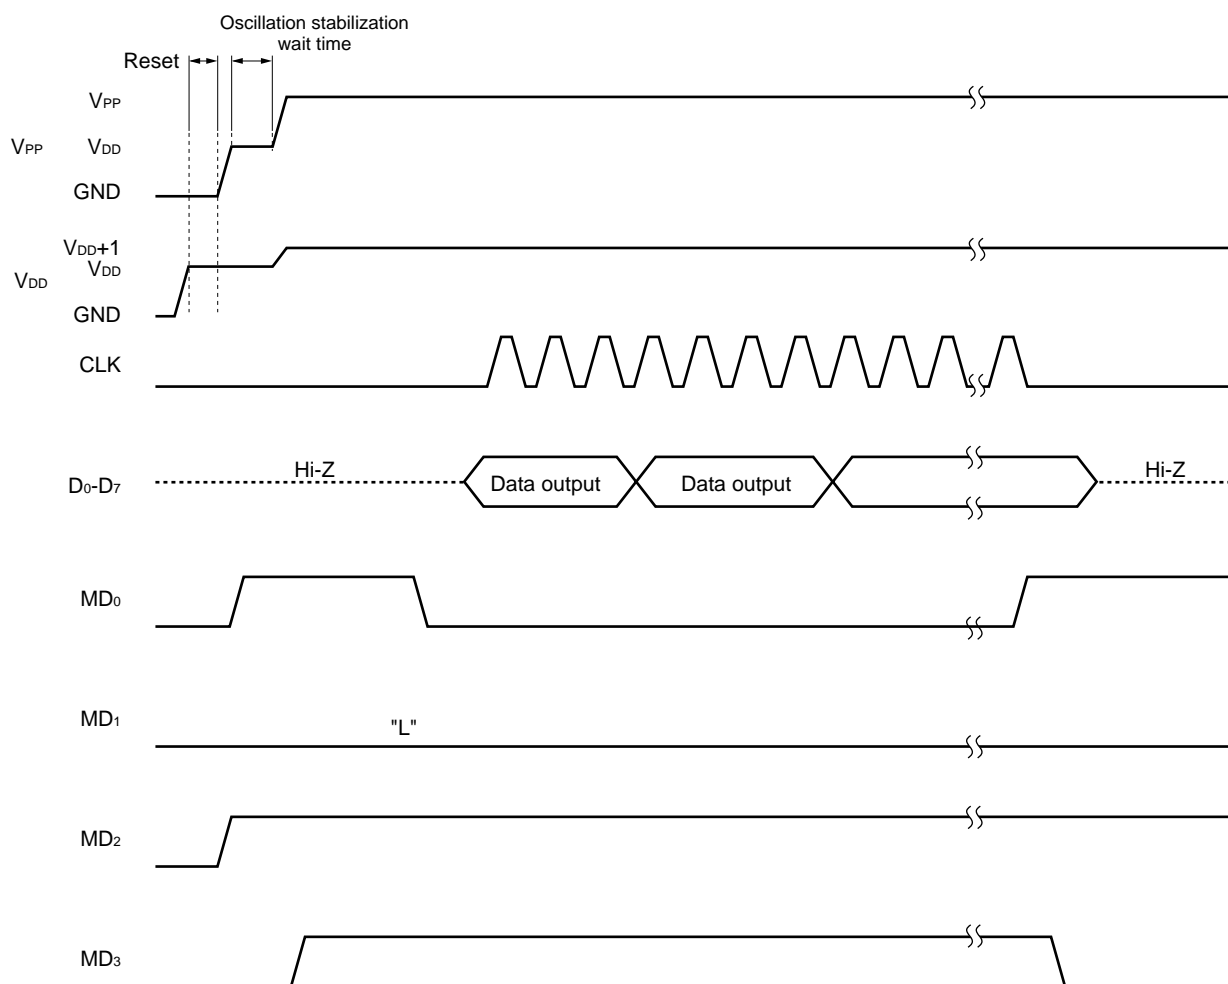 Oscillation stabilization
wait time
Reset
VPP
VPP VDD
GND
VDD+1
VDD
VDD
GND
CLK
Hi-Z
Hi-Z
D0-D7
Data output
Data output
MD0
MD1
"L"
MD2
MD3